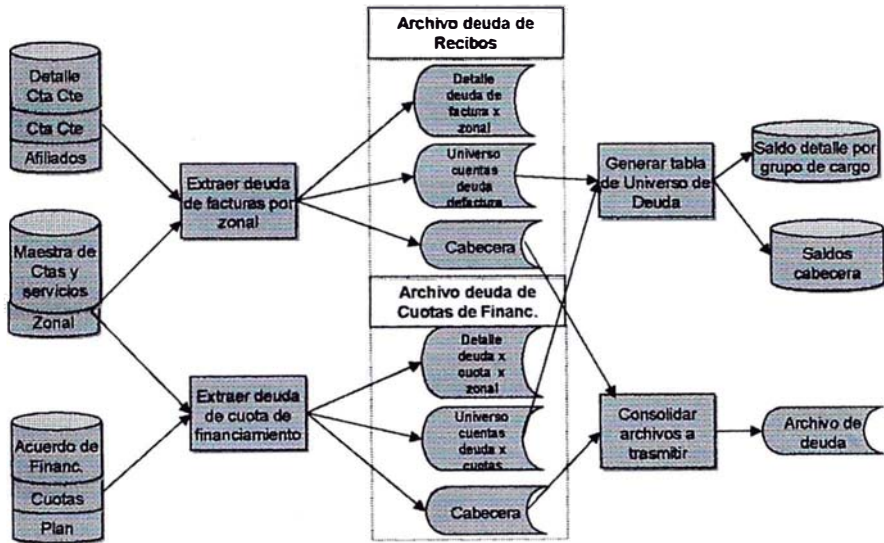 Archivo deuda de
Recibos
Detalle
Cta Cte
Cta Cte
Afiliados
Maestra de
Ctas y
servicios
Zonal
Acuerdo de
Financ.
Cuotas
Plan
Extraer deuda
de facturas por
zonal
Extraer deuda
de cuota de
financiamiento
Detalle
deuda de
factura x
zonal
Universo
cuentas
deuda
defactura
Cabecera
Archivo deuda de
Cuotas de Financ.
Detalle
deuda x
cuota x
zonal
Universo
cuentas
deuda x
cuotas
Cabecera
Generar tabla
de Universo de
Deuda
Consolidar
archivos a
trasmitir
Saldo detalle por
grupo de cargo
Saldos
cabecera
Archivo de
deuda